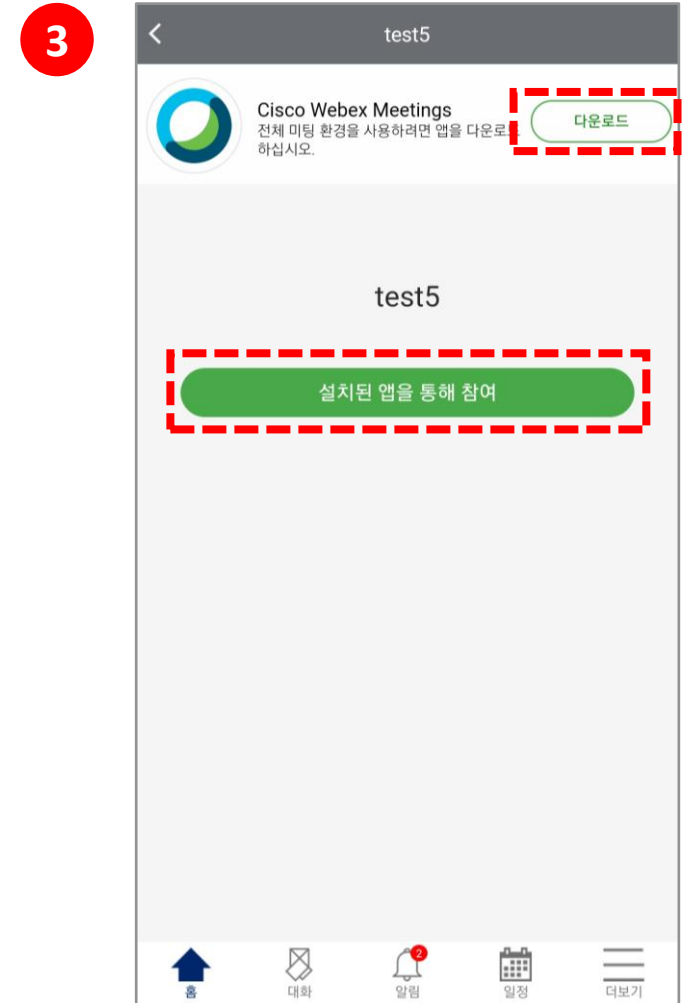 3
test5
Cisco Webex Meetings
전체 미팅 환경을 사용하려면 앱을 다운로드
하십시오.
다운로드
test5
설치된 앱을 통해 참여
2
홈
대화
알림
일정
더보기